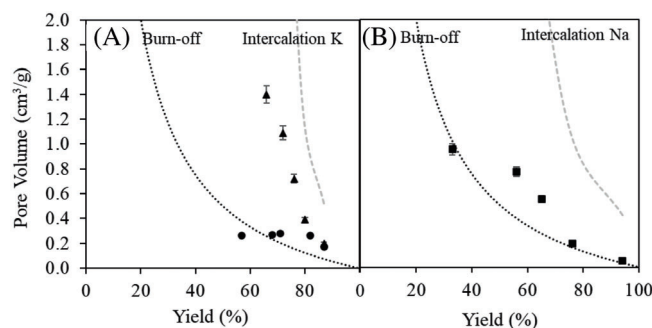 (A)
Burn-off
Intercalation K
(B)
Burn-off
Intercalation Na
Pore Volume (cm³/g)
2.0
1.8
1.6
1.4
1.2
1.0
0.8
0.6
0.4
0.2
0.0
0 20 40 60 80 0 20 40 60 80 100
Yield (%)
Yield (%)